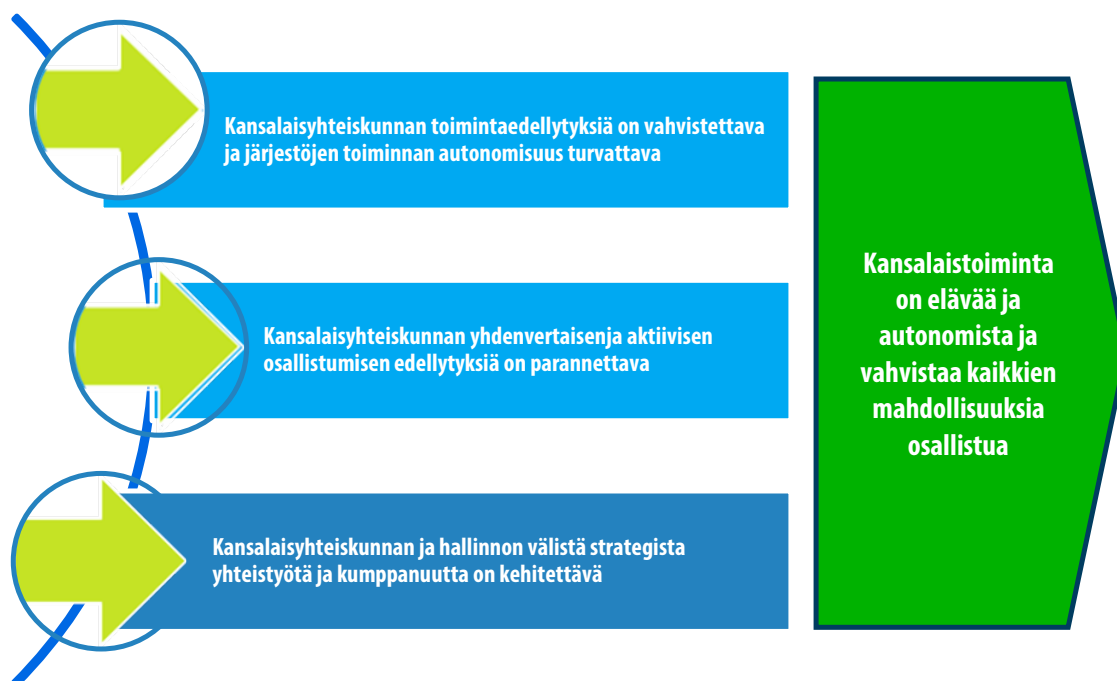 Kansalaisyhteiskunnan toimintaedellytyksiä on vahvistettava
ja järjestöjen toiminnan autonomisuus turvattava
Kansalaisyhteiskunnan yhdenvertaisenja aktiivisen
osallistumisen edellytyksiä on parannettava
Kansalaisyhteiskunnan ja hallinnon välistä strategista
yhteistyötä ja kumppanuutta on kehitettävä
Kansalaistoiminta
on elävää ja
autonomista ja
vahvistaa kaikkien
mahdollisuuksia
osallistua